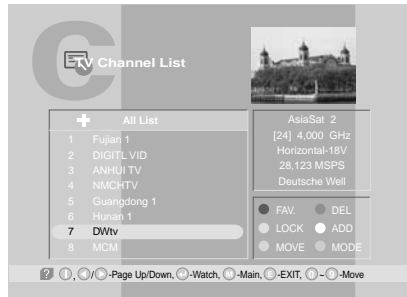 TV Channel List
All List
1 Fujian 1
2 DIGITL VID
3 ANHUI TV
4 NMCHTV
5 Guangdong 1
6 Hunan 1
7 DWtv
8 MCM
AsiaSat 2
[24] 4,000 GHz
Horizontal-18V
28,123 MSPS
Deutsche Well
FAV. DEL
LOCK ADD
MOVE MODE
? , / -Page Up/Down, -Watch, M-Main, E-EXIT, 0 ~ 9-Move